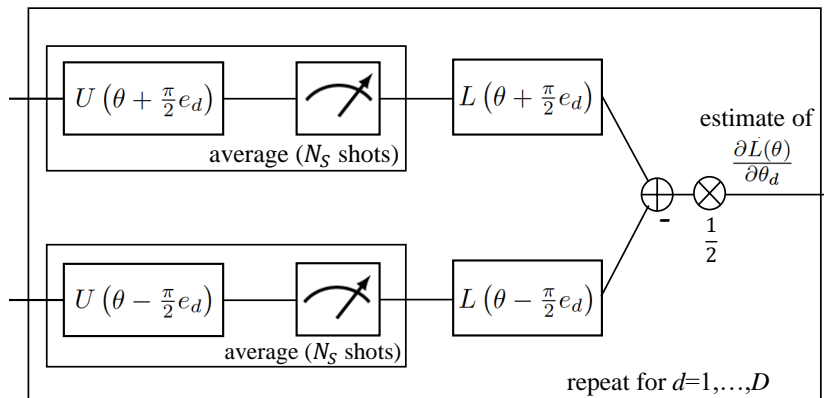 U (θ + π/2 e_d)
L (θ + π/2 e_d)
average (N_S shots)
estimate of
∂L(θ)/∂θ_d
-
1/2
U (θ − π/2 e_d)
L (θ − π/2 e_d)
average (N_S shots)
repeat for d=1,…,D